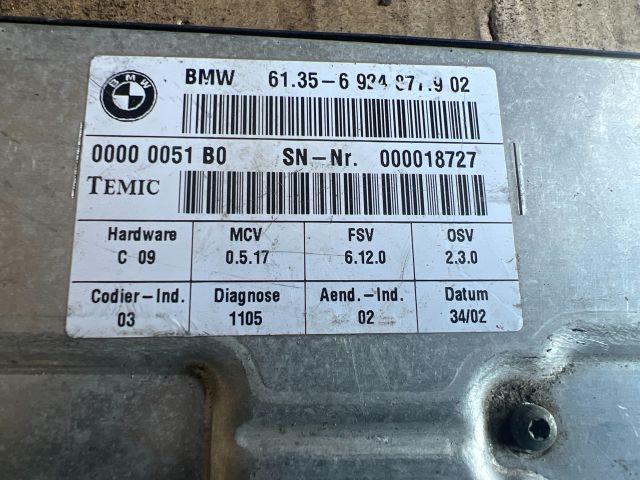 BMW
BMW 61.35-6 9 02
0000 0051 B0 SN-Nr. 000018727
TEMIC
Hardware MCV FSV OSV
C 09 0.5.17 6.12.0 2.3.0
Codier-Ind. Diagnose Aend.-Ind. Datum
03 1105 02 34/02